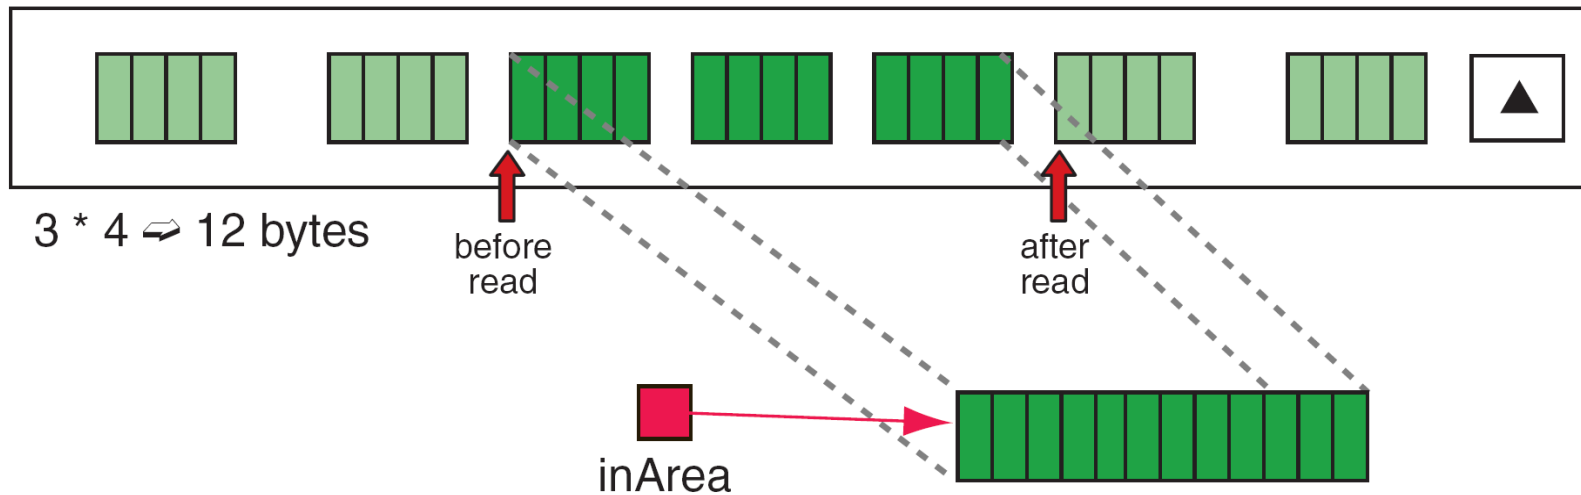 3 * 4 ➯ 12 bytes
before
read
after
read
inArea